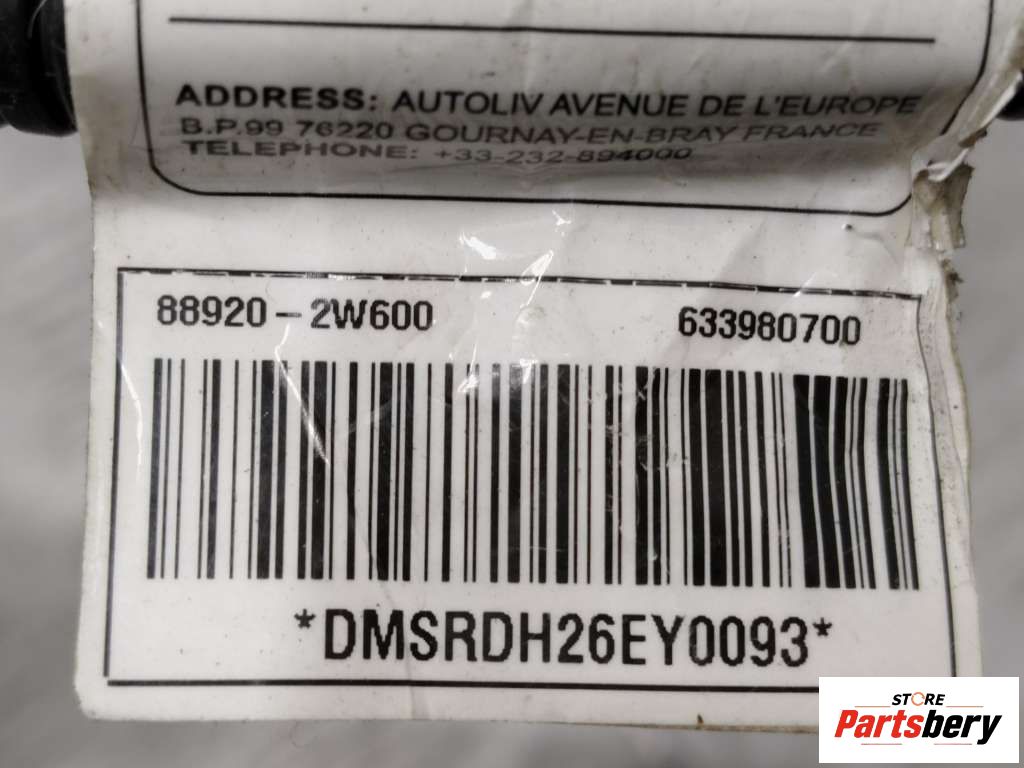 ADDRESS: AUTOLIV AVENUE DE L'EUROPE
B.P.99 76220 GOURNAY-EN-BRAY FRANCE
TELEPHONE: +33-232-894000
88920-2W600 633980700
*DMSRDH26EY0093*
STORE
Partsbery